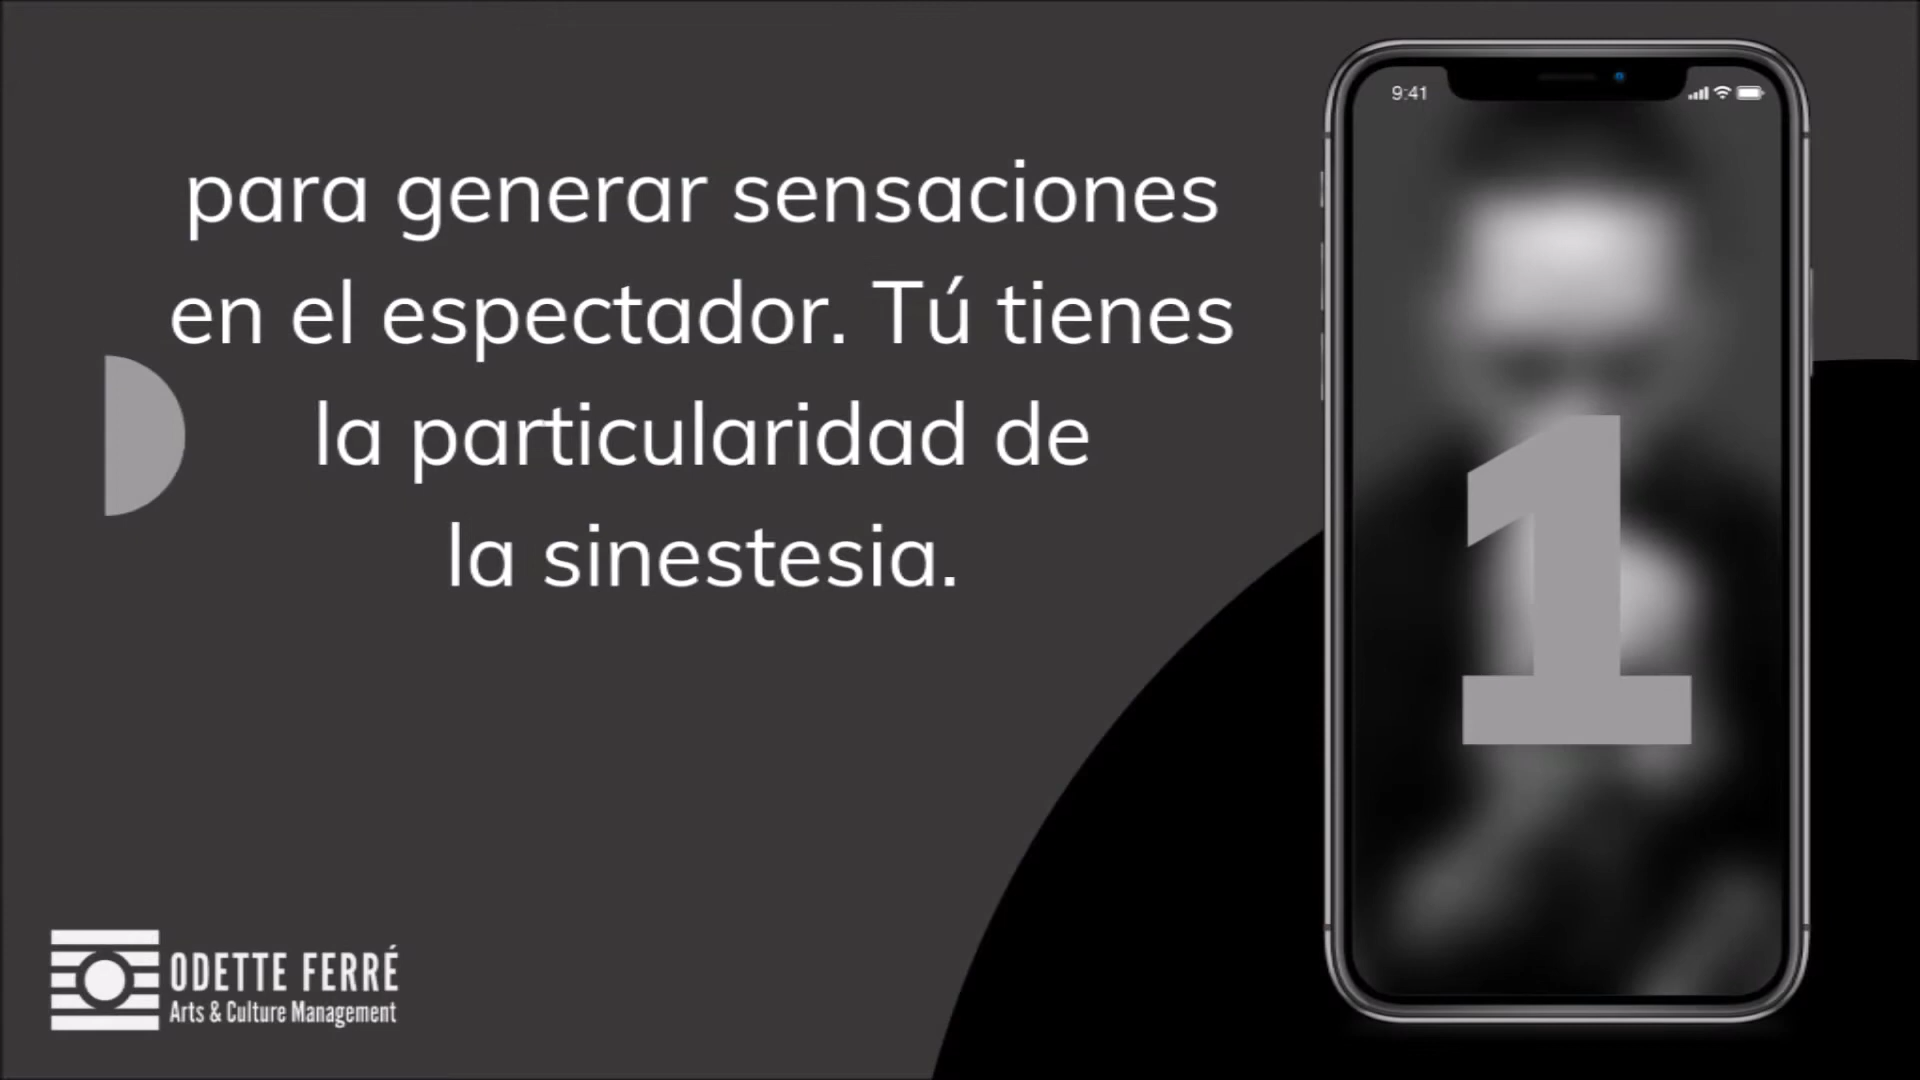 para generar sensaciones
en el espectador. Tú tienes
la particularidad de
la sinestesia.
9:41
1
ODETTE FERRÉ
Arts & Culture Management